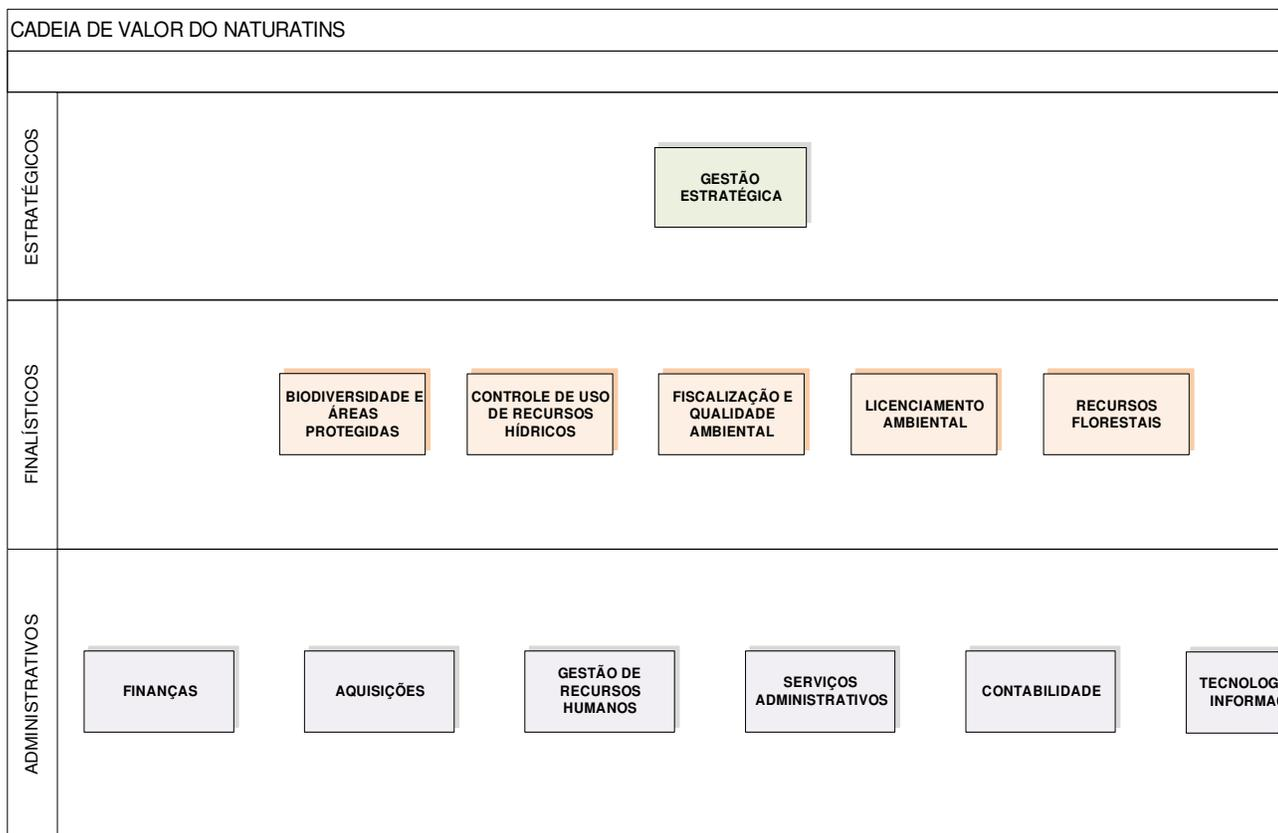 CADEIA DE VALOR DO NATURATINS
ESTRATÉGICOS
GESTÃO
ESTRATÉGICA
FINALÍSTICOS
BIODIVERSIDADE E
ÁREAS
PROTEGIDAS
CONTROLE DE USO
DE RECURSOS
HÍDRICOS
FISCALIZAÇÃO E
QUALIDADE
AMBIENTAL
LICENCIAMENTO
AMBIENTAL
RECURSOS
FLORESTAIS
ADMINISTRATIVOS
FINANÇAS
AQUISIÇÕES
GESTÃO DE
RECURSOS
HUMANOS
SERVIÇOS
ADMINISTRATIVOS
CONTABILIDADE